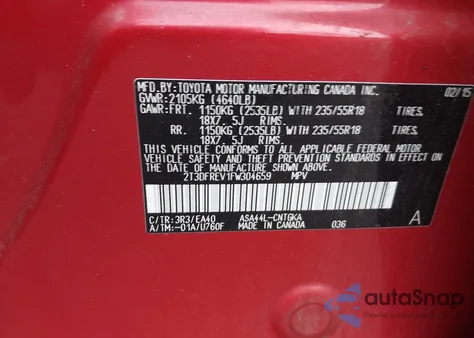 MFD.BY:TOYOTA MOTOR MANUFACTURING CANADA INC. 02/15
GVWR:2105KG (4640LB)
GAWR:FRT. 1150KG (2535LB) WITH 235/55R18 TIRES.
18X7. 5J RIMS.
RR. 1150KG (2535LB) WITH 235/55R18 TIRES.
18X7. 5J RIMS.
THIS VEHICLE CONFORMS TO ALL APPLICABLE FEDERAL MOTOR
VEHICLE SAFETY AND THEFT PREVENTION STANDARDS IN EFFECT
ON THE DATE OF MANUFACTURE SHOWN ABOVE.
2T3DFREV1FW304659 MPV
C/TR:3R3/EA40 ASA44L-CNTGKA A
A/TM:-01A/U760F MADE IN CANADA 036
autoSnap
Powered by AutoBidMaster